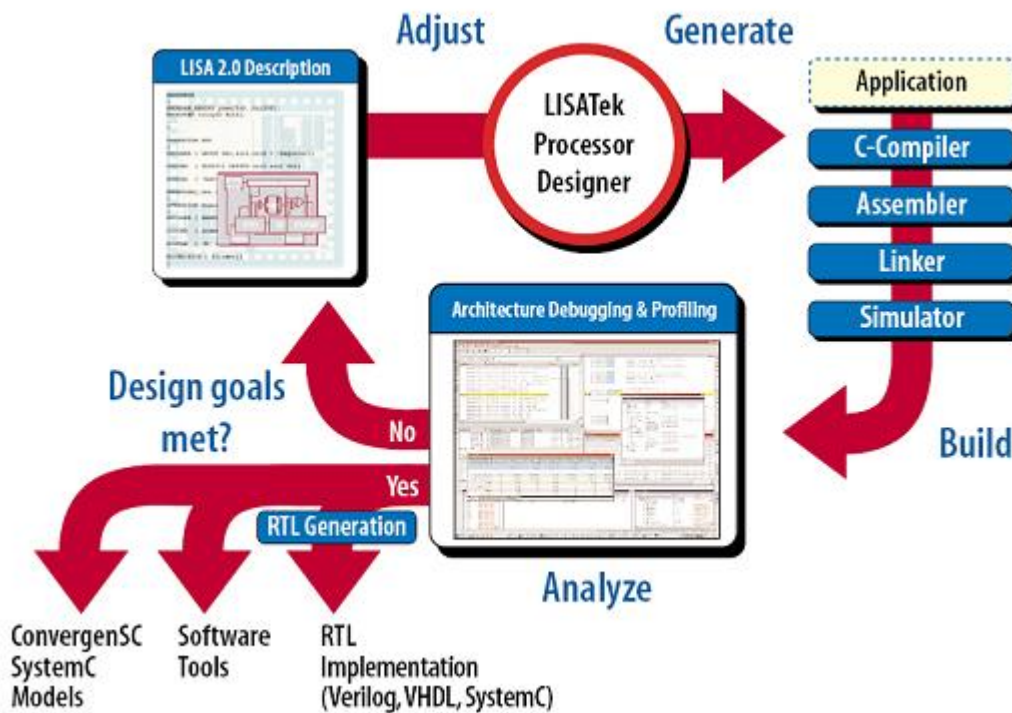 Adjust
Generate
LISA 2.0 Description
LISATek
Processor
Designer
Application
C-Compiler
Assembler
Linker
Simulator
Build
Architecture Debugging & Profiling
Analyze
Design goals
met?
No
Yes
RTL Generation
ConvergenSC
SystemC
Models
Software
Tools
RTL
Implementation
(Verilog, VHDL, SystemC)